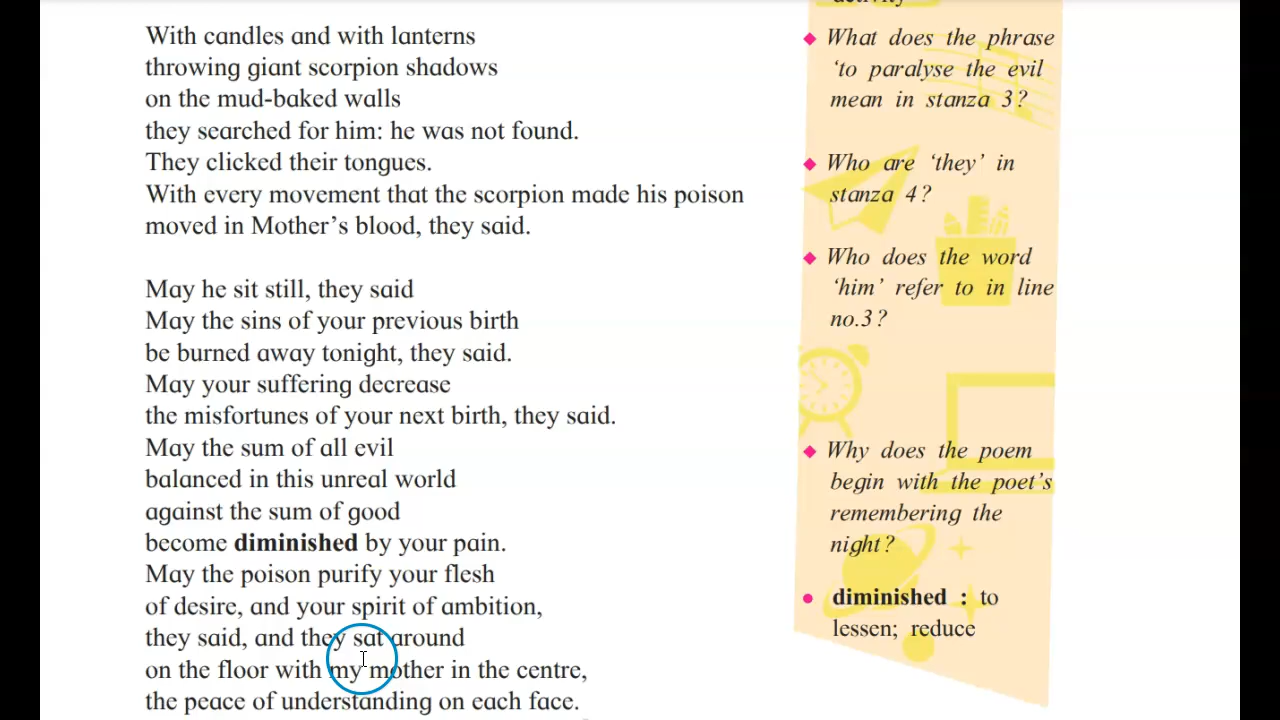 With candles and with lanterns
throwing giant scorpion shadows
on the mud-baked walls
they searched for him: he was not found.
They clicked their tongues.
With every movement that the scorpion made his poison
moved in Mother's blood, they said.
May he sit still, they said
May the sins of your previous birth
be burned away tonight, they said.
May your suffering decrease
the misfortunes of your next birth, they said.
May the sum of all evil
balanced in this unreal world
against the sum of good
become diminished by your pain.
May the poison purify your flesh
of desire, and your spirit of ambition,
they said, and they sat around
on the floor with my mother in the centre,
the peace of understanding on each face.
activity
◆ What does the phrase
‘to paralyse the evil
mean in stanza 3?
◆ Who are ‘they’ in
stanza 4?
◆ Who does the word
‘him’ refer to in line
no.3?
◆ Why does the poem
begin with the poet's
remembering the
night?
• diminished : to
lessen; reduce